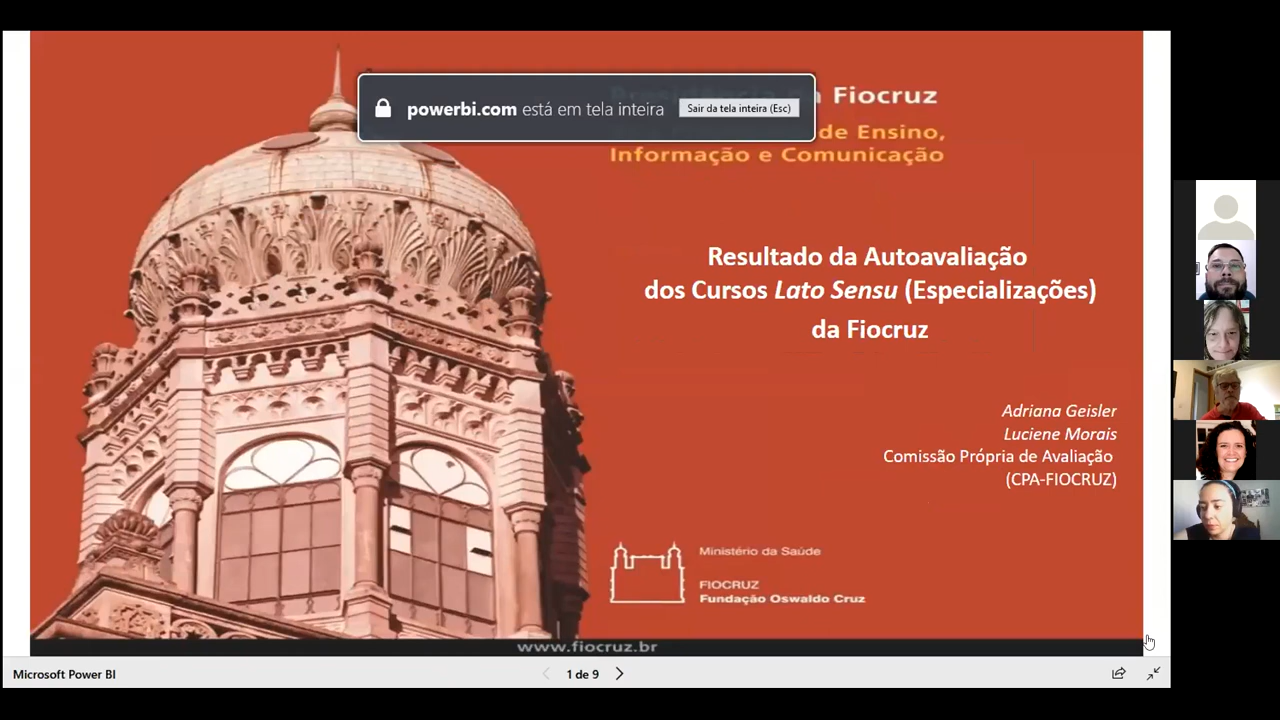 Fiocruz
powerbi.com está em tela inteira
Sair da tela inteira (Esc)
de Ensino,
Informação e Comunicação
Resultado da Autoavaliação
dos Cursos Lato Sensu (Especializações)
da Fiocruz
Adriana Geisler
Luciene Morais
Comissão Própria de Avaliação
(CPA-FIOCRUZ)
Ministério da Saúde
FIOCRUZ
Fundação Oswaldo Cruz
www.fiocruz.br
Microsoft Power BI
1 de 9